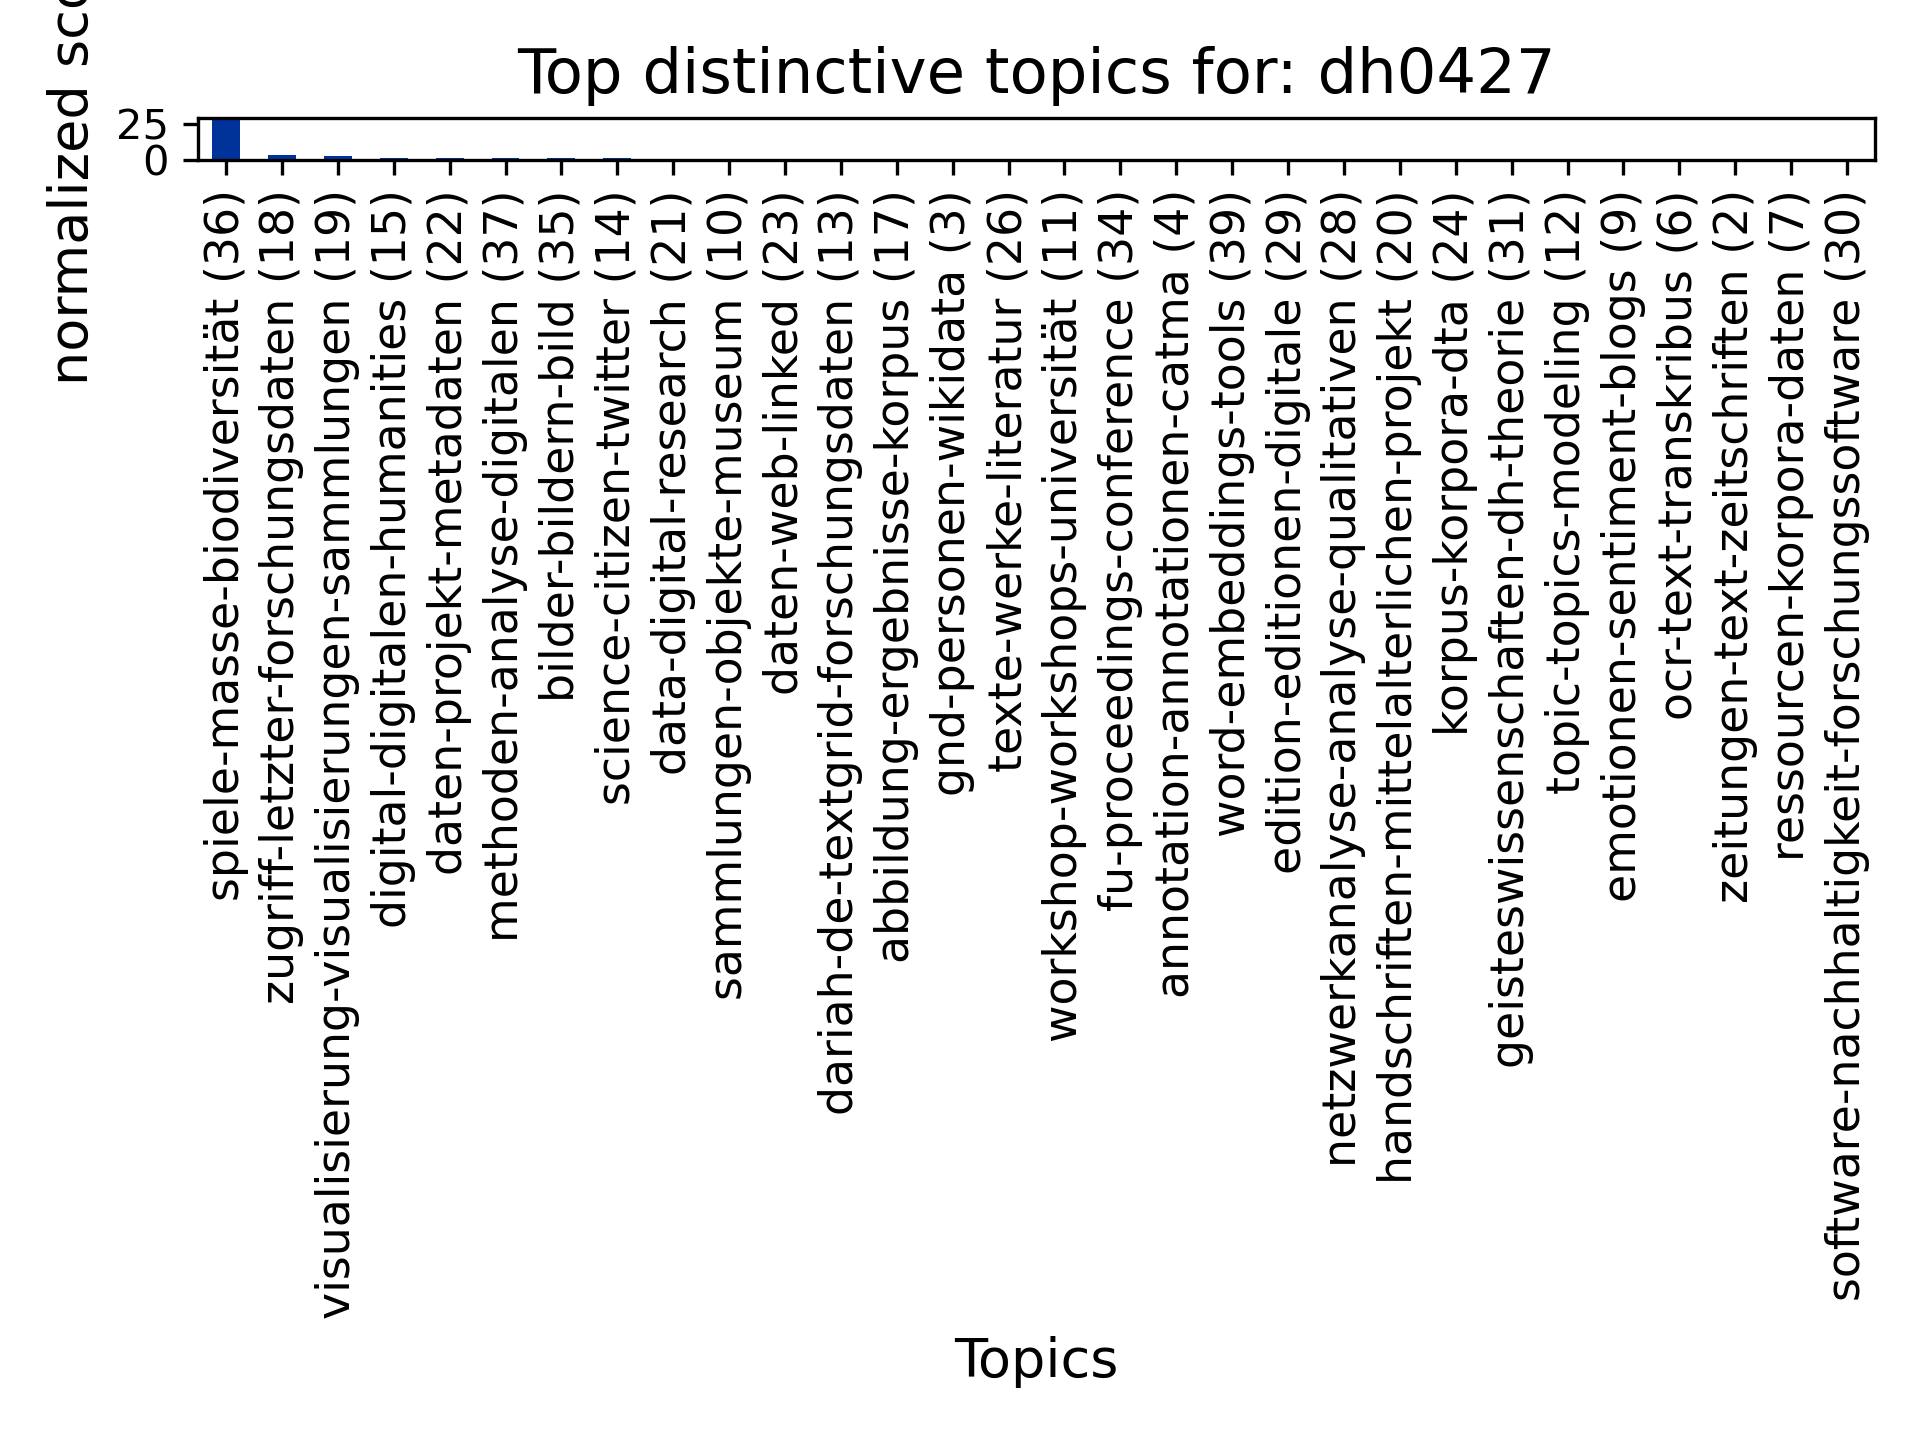 Top distinctive topics for: dh0427
normalized
25
0
spiele-masse-biodiversität (36)
zugriff-letzter-forschungsdaten (18)
visualisierung-visualisierungen-sammlungen (19)
digital-digitalen-humanities (15)
daten-projekt-metadaten (22)
methoden-analyse-digitalen (37)
bilder-bildern-bild (35)
science-citizen-twitter (14)
data-digital-research (21)
sammlungen-objekte-museum (10)
daten-web-linked (23)
dariah-de-textgrid-forschungsdaten (13)
abbildung-ergebnisse-korpus (17)
gnd-personen-wikidata (3)
texte-werke-literatur (26)
workshop-workshops-universität (11)
fu-proceedings-conference (34)
annotation-annotationen-catma (4)
word-embeddings-tools (39)
edition-editionen-digitale (29)
netzwerkanalyse-analyse-qualitativen (28)
handschriften-mittelalterlichen-projekt (20)
korpus-korpora-dta (24)
geisteswissenschaften-dh-theorie (31)
topic-topics-modeling (12)
emotionen-sentiment-blogs (9)
ocr-text-transkribus (6)
zeitungen-text-zeitschriften (2)
ressourcen-korpora-daten (7)
software-nachhaltigkeit-forschungssoftware (30)
Topics